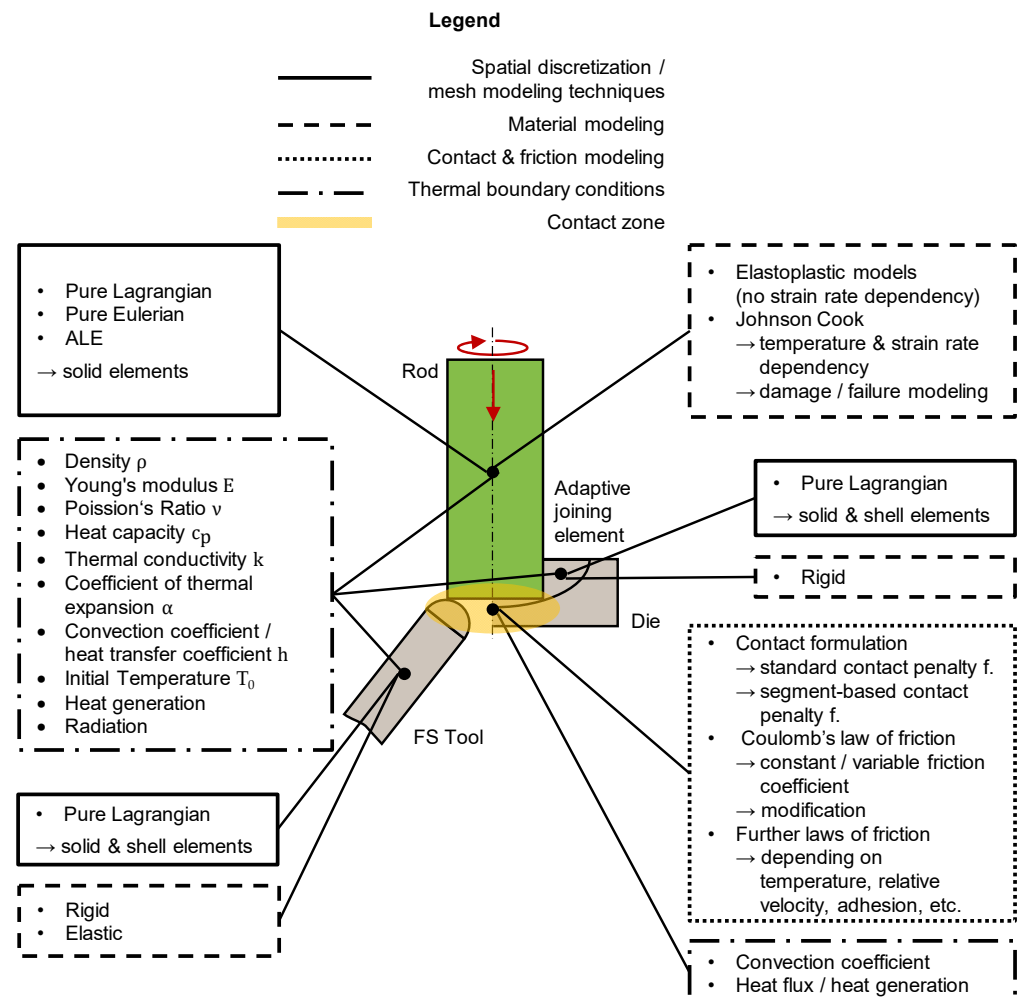 Legend
Spatial discretization /
mesh modeling techniques
Material modeling
Contact & friction modeling
Thermal boundary conditions
Contact zone
• Pure Lagrangian
• Pure Eulerian
• ALE
→ solid elements
• Elastoplastic models
(no strain rate dependency)
• Johnson Cook
→ temperature & strain rate
dependency
→ damage / failure modeling
Rod
● Density ρ
● Young's modulus E
● Poission‘s Ratio ν
● Heat capacity cₚ
● Thermal conductivity k
● Coefficient of thermal
expansion α
● Convection coefficient /
heat transfer coefficient h
● Initial Temperature T₀
● Heat generation
● Radiation
Adaptive
joining
element
• Pure Lagrangian
→ solid & shell elements
• Rigid
Die
FS Tool
• Contact formulation
→ standard contact penalty f.
→ segment-based contact
penalty f.
• Coulomb’s law of friction
→ constant / variable friction
coefficient
→ modification
• Further laws of friction
→ depending on
temperature, relative
velocity, adhesion, etc.
• Pure Lagrangian
→ solid & shell elements
• Rigid
• Elastic
• Convection coefficient
• Heat flux / heat generation